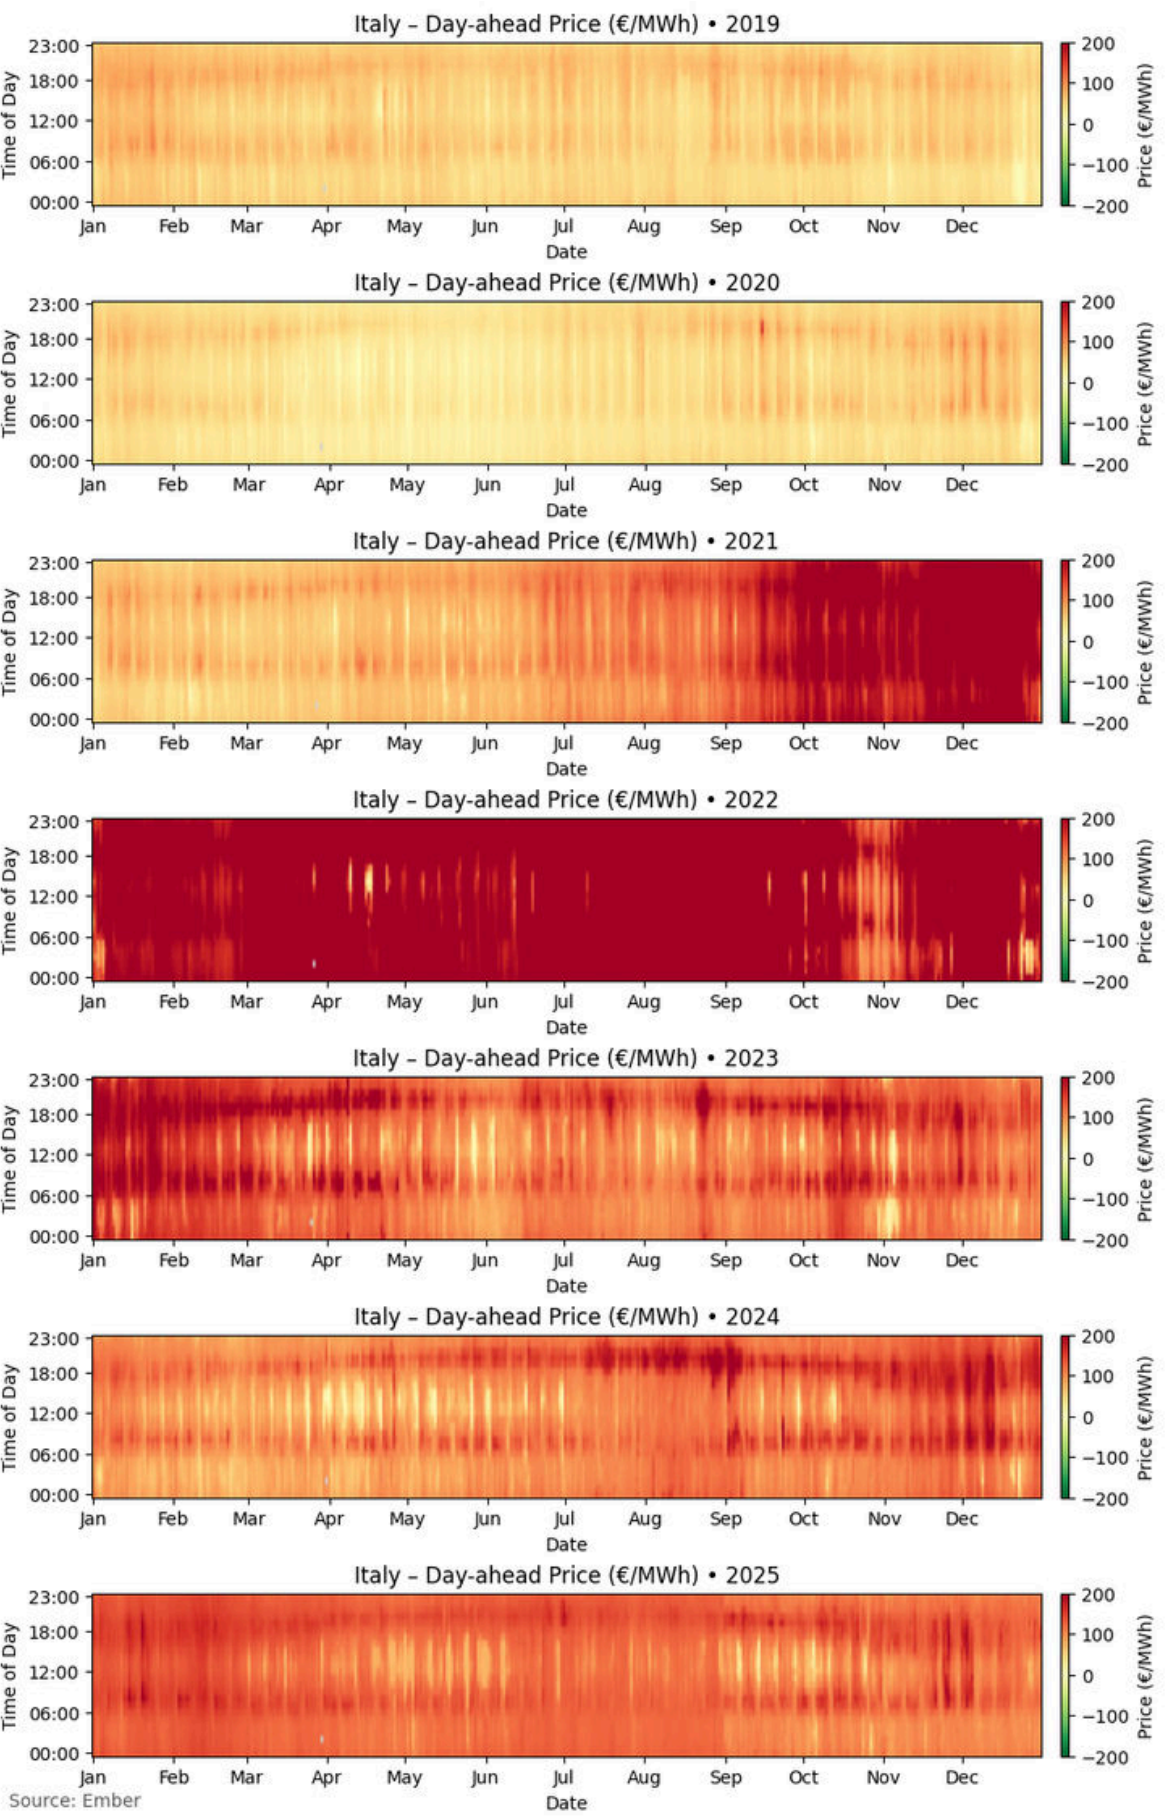 Italy – Day-ahead Price (€/MWh) • 2019
23:00
18:00
12:00
06:00
00:00
Time of Day
Jan Feb Mar Apr May Jun Jul Aug Sep Oct Nov Dec
Date
200
100
0
−100
−200
Price (€/MWh)
Italy – Day-ahead Price (€/MWh) • 2020
23:00
18:00
12:00
06:00
00:00
Time of Day
Jan Feb Mar Apr May Jun Jul Aug Sep Oct Nov Dec
Date
200
100
0
−100
−200
Price (€/MWh)
Italy – Day-ahead Price (€/MWh) • 2021
23:00
18:00
12:00
06:00
00:00
Time of Day
Jan Feb Mar Apr May Jun Jul Aug Sep Oct Nov Dec
Date
200
100
0
−100
−200
Price (€/MWh)
Italy – Day-ahead Price (€/MWh) • 2022
23:00
18:00
12:00
06:00
00:00
Time of Day
Jan Feb Mar Apr May Jun Jul Aug Sep Oct Nov Dec
Date
200
100
0
−100
−200
Price (€/MWh)
Italy – Day-ahead Price (€/MWh) • 2023
23:00
18:00
12:00
06:00
00:00
Time of Day
Jan Feb Mar Apr May Jun Jul Aug Sep Oct Nov Dec
Date
200
100
0
−100
−200
Price (€/MWh)
Italy – Day-ahead Price (€/MWh) • 2024
23:00
18:00
12:00
06:00
00:00
Time of Day
Jan Feb Mar Apr May Jun Jul Aug Sep Oct Nov Dec
Date
200
100
0
−100
−200
Price (€/MWh)
Italy – Day-ahead Price (€/MWh) • 2025
23:00
18:00
12:00
06:00
00:00
Time of Day
Jan Feb Mar Apr May Jun Jul Aug Sep Oct Nov Dec
Date
200
100
0
−100
−200
Price (€/MWh)
Source: Ember